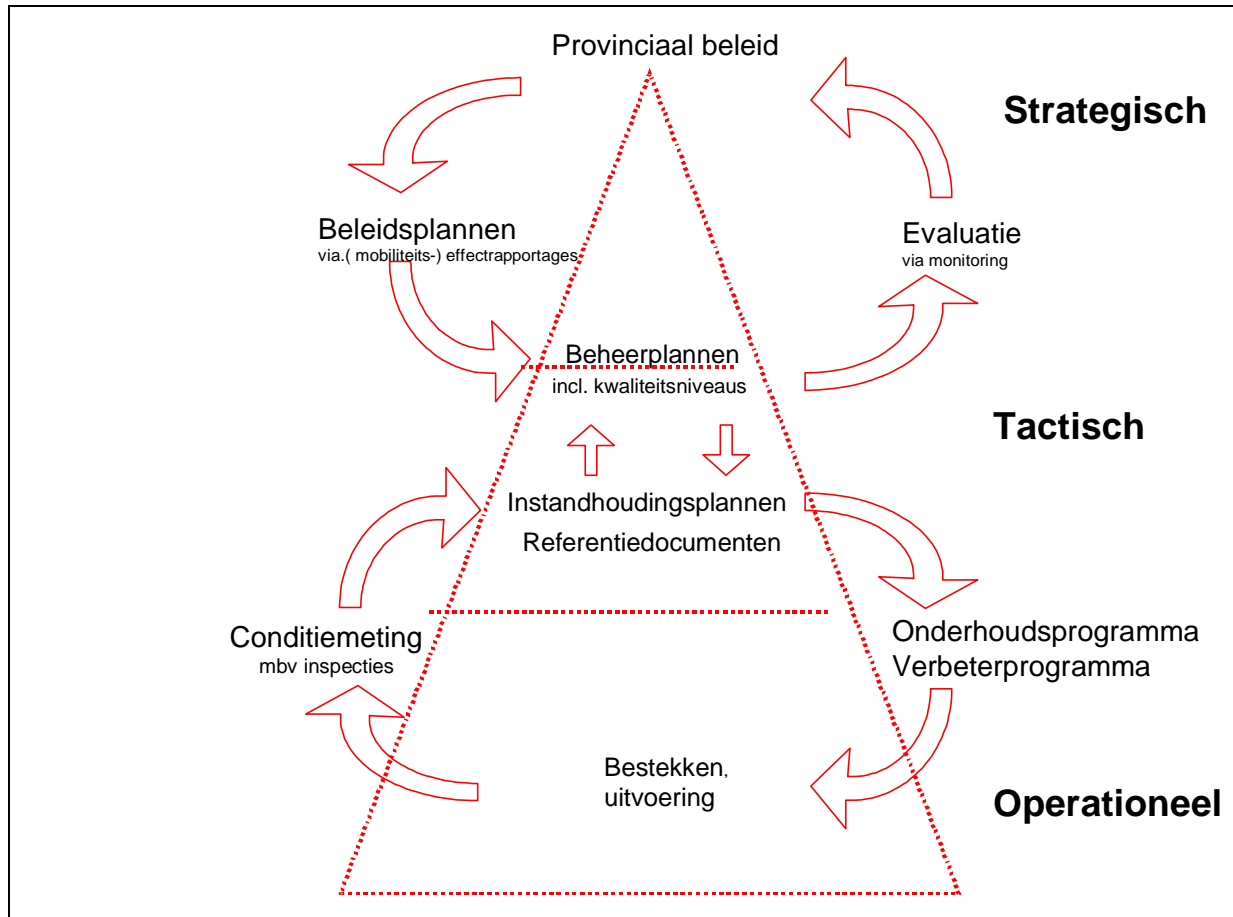 Provinciaal beleid
Strategisch
Beleidsplannen
via.( mobiliteits-) effectrapportages
Evaluatie
via monitoring
Beheerplannen
incl. kwaliteitsniveaus
Tactisch
Instandhoudingsplannen
Referentiedocumenten
Conditiemeting
mbv inspecties
Onderhoudsprogramma
Verbeterprogramma
Bestekken,
uitvoering
Operationeel